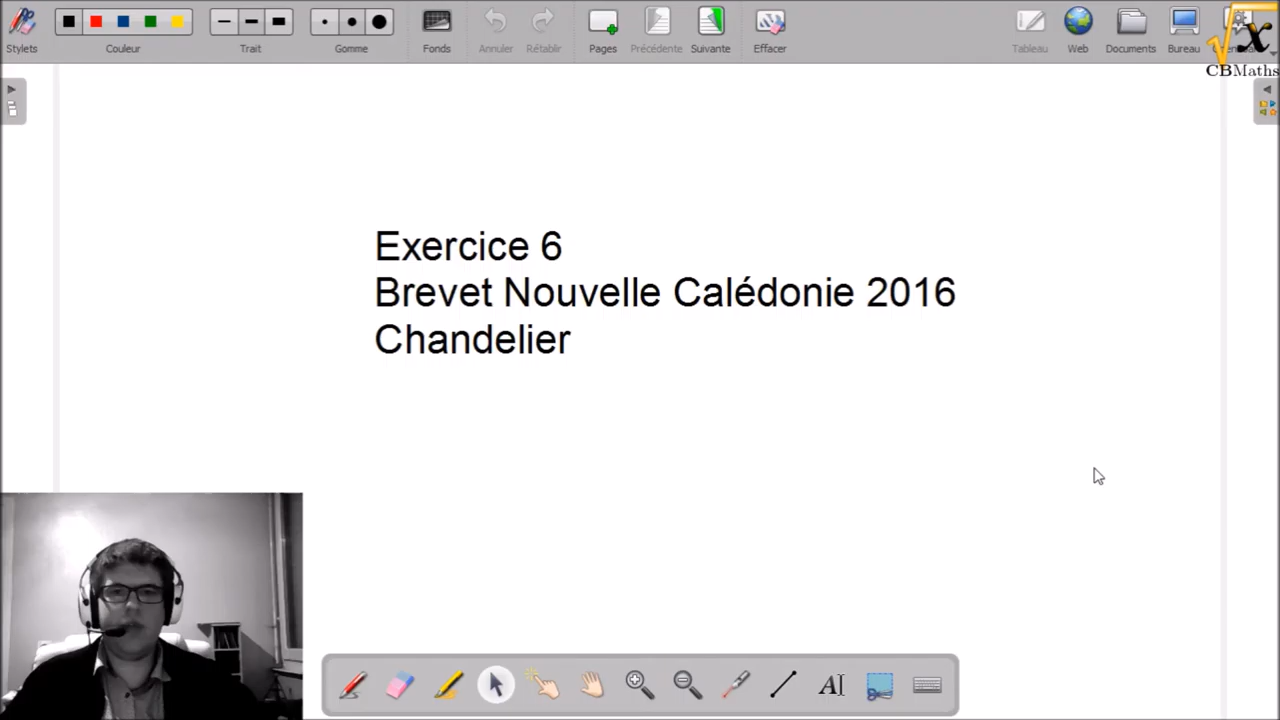 Stylets
Couleur
Trait
Gomme
Fonds
Annuler
Rétablir
Pages
Précédente
Suivante
Effacer
Tableau
Web
Documents
Bureau
CBMaths
Exercice 6
Brevet Nouvelle Calédonie 2016
Chandelier